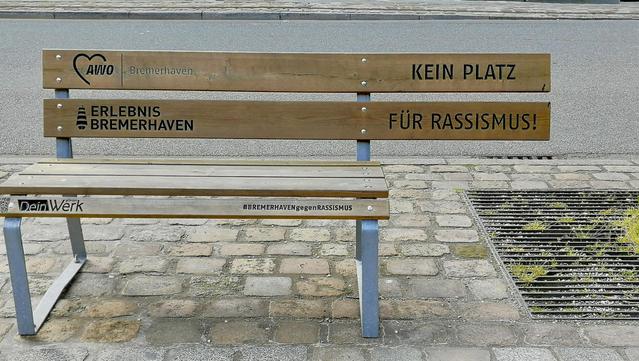 AWO Bremerhaven
KEIN PLATZ
ERLEBNIS
BREMERHAVEN
FÜR RASSISMUS!
DeinWerk
#BREMERHAVENgegenRASSISMUS